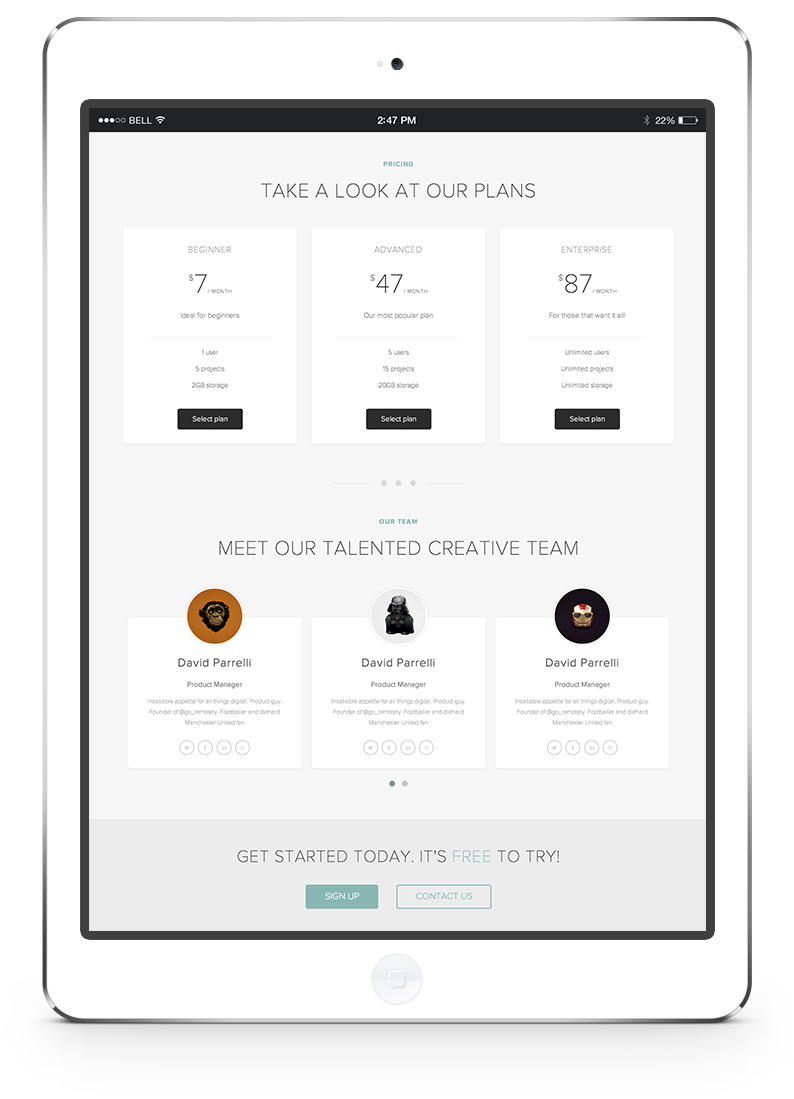 BELL
2:47 PM
22%
PRICING
TAKE A LOOK AT OUR PLANS
BEGINNER
$7 / MONTH
Ideal for beginners
1 user
5 projects
2GB storage
Select plan
ADVANCED
$47 / MONTH
Our most popular plan
5 users
15 projects
20GB storage
Select plan
ENTERPRISE
$87 / MONTH
For those that want it all!
Unlimited users
Unlimited projects
Unlimited storage
Select plan
OUR TEAM
MEET OUR TALENTED CREATIVE TEAM
David Parrelli
Product Manager
Insatiable appetite for all things digital. Product guy.
Founder of @go_remotely. Footballer and diehard
Manchester United fan
David Parrelli
Product Manager
Insatiable appetite for all things digital. Product guy.
Founder of @go_remotely. Footballer and diehard
Manchester United fan
David Parrelli
Product Manager
Insatiable appetite for all things digital. Product guy.
Founder of @go_remotely. Footballer and diehard
Manchester United fan
GET STARTED TODAY. IT'S FREE TO TRY!
SIGN UP
CONTACT US